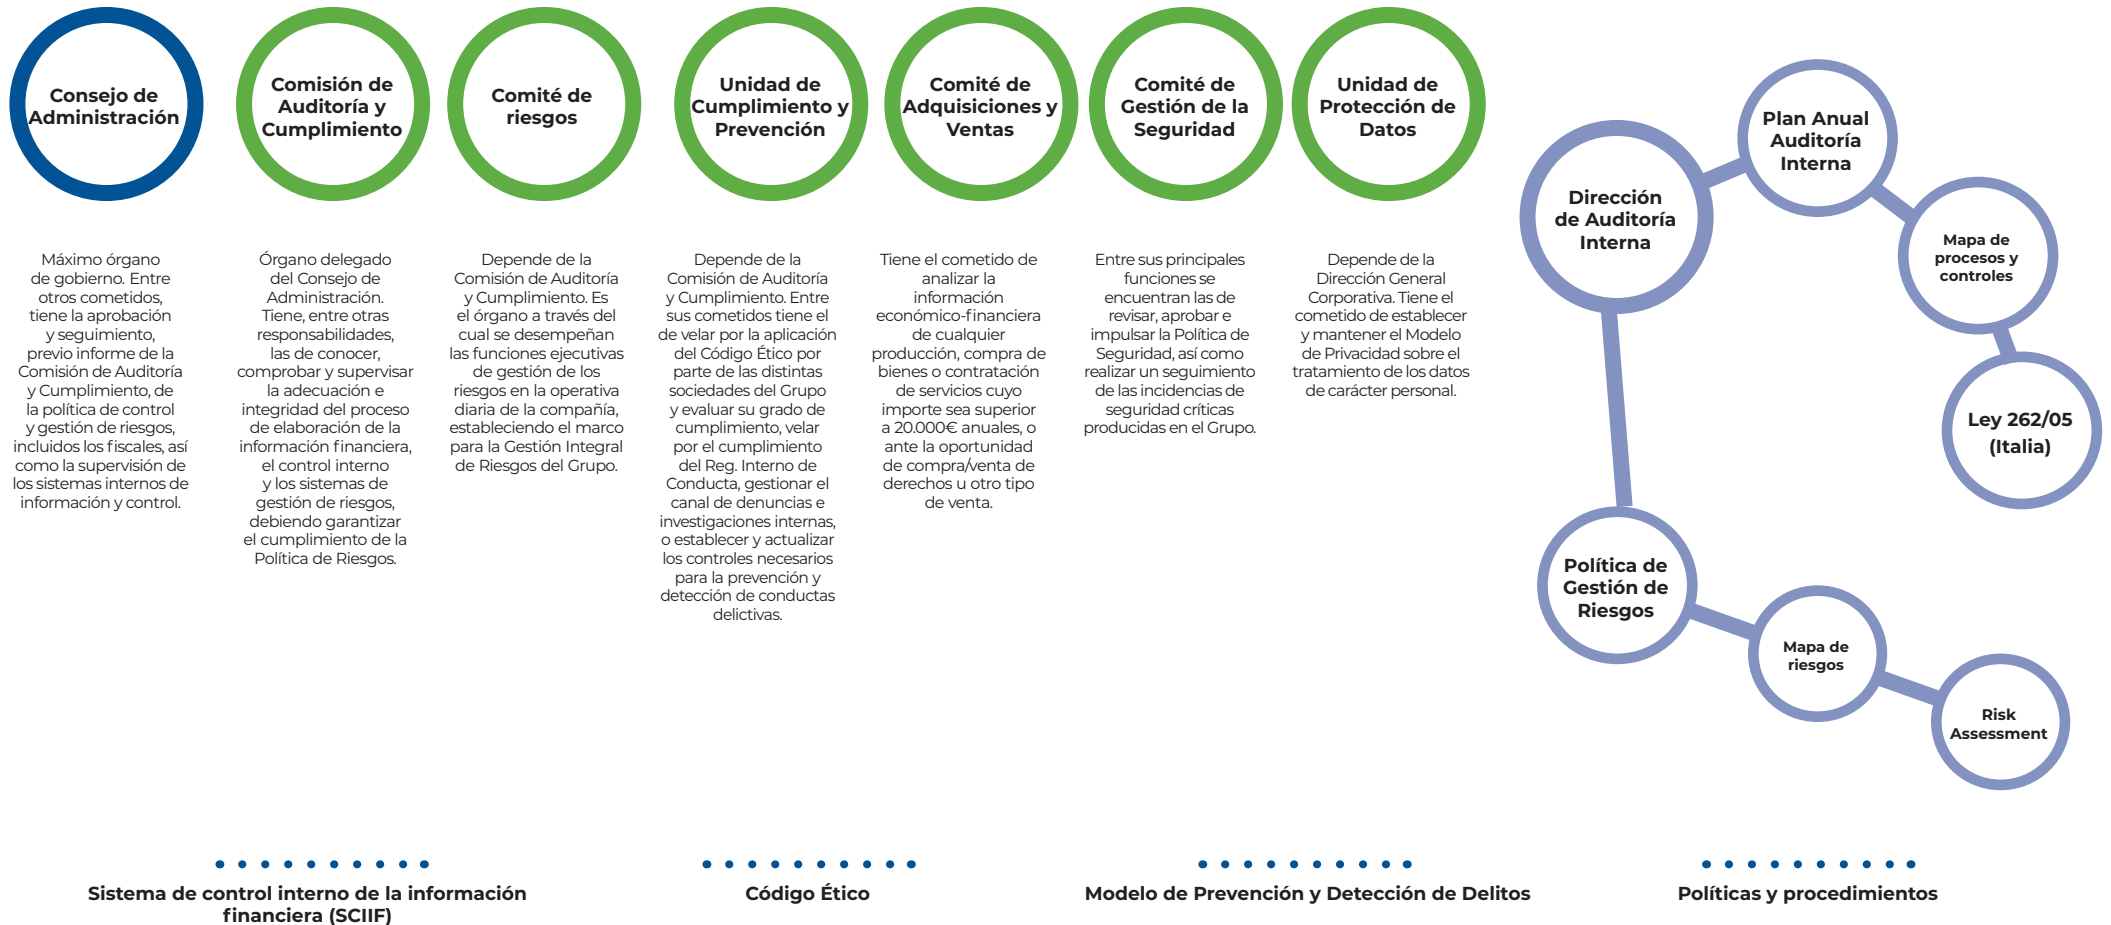 Consejo de
Administración
Máximo órgano
de gobierno. Entre
otros cometidos,
tiene la aprobación
y seguimiento,
previo informe de la
Comisión de Auditoría
y Cumplimiento, de
la política de control
y gestión de riesgos,
incluidos los fiscales, así
como la supervisión de
los sistemas internos de
información y control.
Comisión de
Auditoría y
Cumplimiento
Órgano delegado
del Consejo de
Administración.
Tiene, entre otras
responsabilidades,
las de conocer,
comprobar y supervisar
la adecuación e
integridad del proceso
de elaboración de la
información financiera,
el control interno
y los sistemas de
gestión de riesgos,
debiendo garantizar
el cumplimiento de la
Política de Riesgos.
Comité de
riesgos
Depende de la
Comisión de Auditoría
y Cumplimiento. Es
el órgano a través del
cual se desempeñan
las funciones ejecutivas
de gestión de los
riesgos en la operativa
diaria de la compañía,
estableciendo el marco
para la Gestión Integral
de Riesgos del Grupo.
Unidad de
Cumplimiento y
Prevención
Depende de la
Comisión de Auditoría
y Cumplimiento. Entre
sus cometidos tiene el
de velar por la aplicación
del Código Ético por
parte de las distintas
sociedades del Grupo
y evaluar su grado de
cumplimiento, velar
por el cumplimiento
del Reg. Interno de
Conducta, gestionar el
canal de denuncias e
investigaciones internas,
o establecer y actualizar
los controles necesarios
para la prevención y
detección de conductas
delictivas.
Comité de
Adquisiciones y
Ventas
Tiene el cometido de
analizar la
información
económico-financiera
de cualquier
producción, compra de
bienes o contratación
de servicios cuyo
importe sea superior
a 20.000€ anuales, o
ante la oportunidad
de compra/venta de
derechos u otro tipo
de venta.
Comité de
Gestión de la
Seguridad
Entre sus principales
funciones se
encuentran las de
revisar, aprobar e
impulsar la Política de
Seguridad, así como
realizar un seguimiento
de las incidencias de
seguridad críticas
producidas en el Grupo.
Unidad de
Protección de
Datos
Depende de la
Dirección General
Corporativa. Tiene el
cometido de establecer
y mantener el Modelo
de Privacidad sobre el
tratamiento de los datos
de carácter personal.
Dirección
de Auditoría
Interna
Plan Anual
Auditoría
Interna
Mapa de
procesos y
controles
Ley 262/05
(Italia)
Política de
Gestión de
Riesgos
Mapa de
riesgos
Risk
Assessment
Sistema de control interno de la información
financiera (SCIIF)
Código Ético
Modelo de Prevención y Detección de Delitos
Políticas y procedimientos